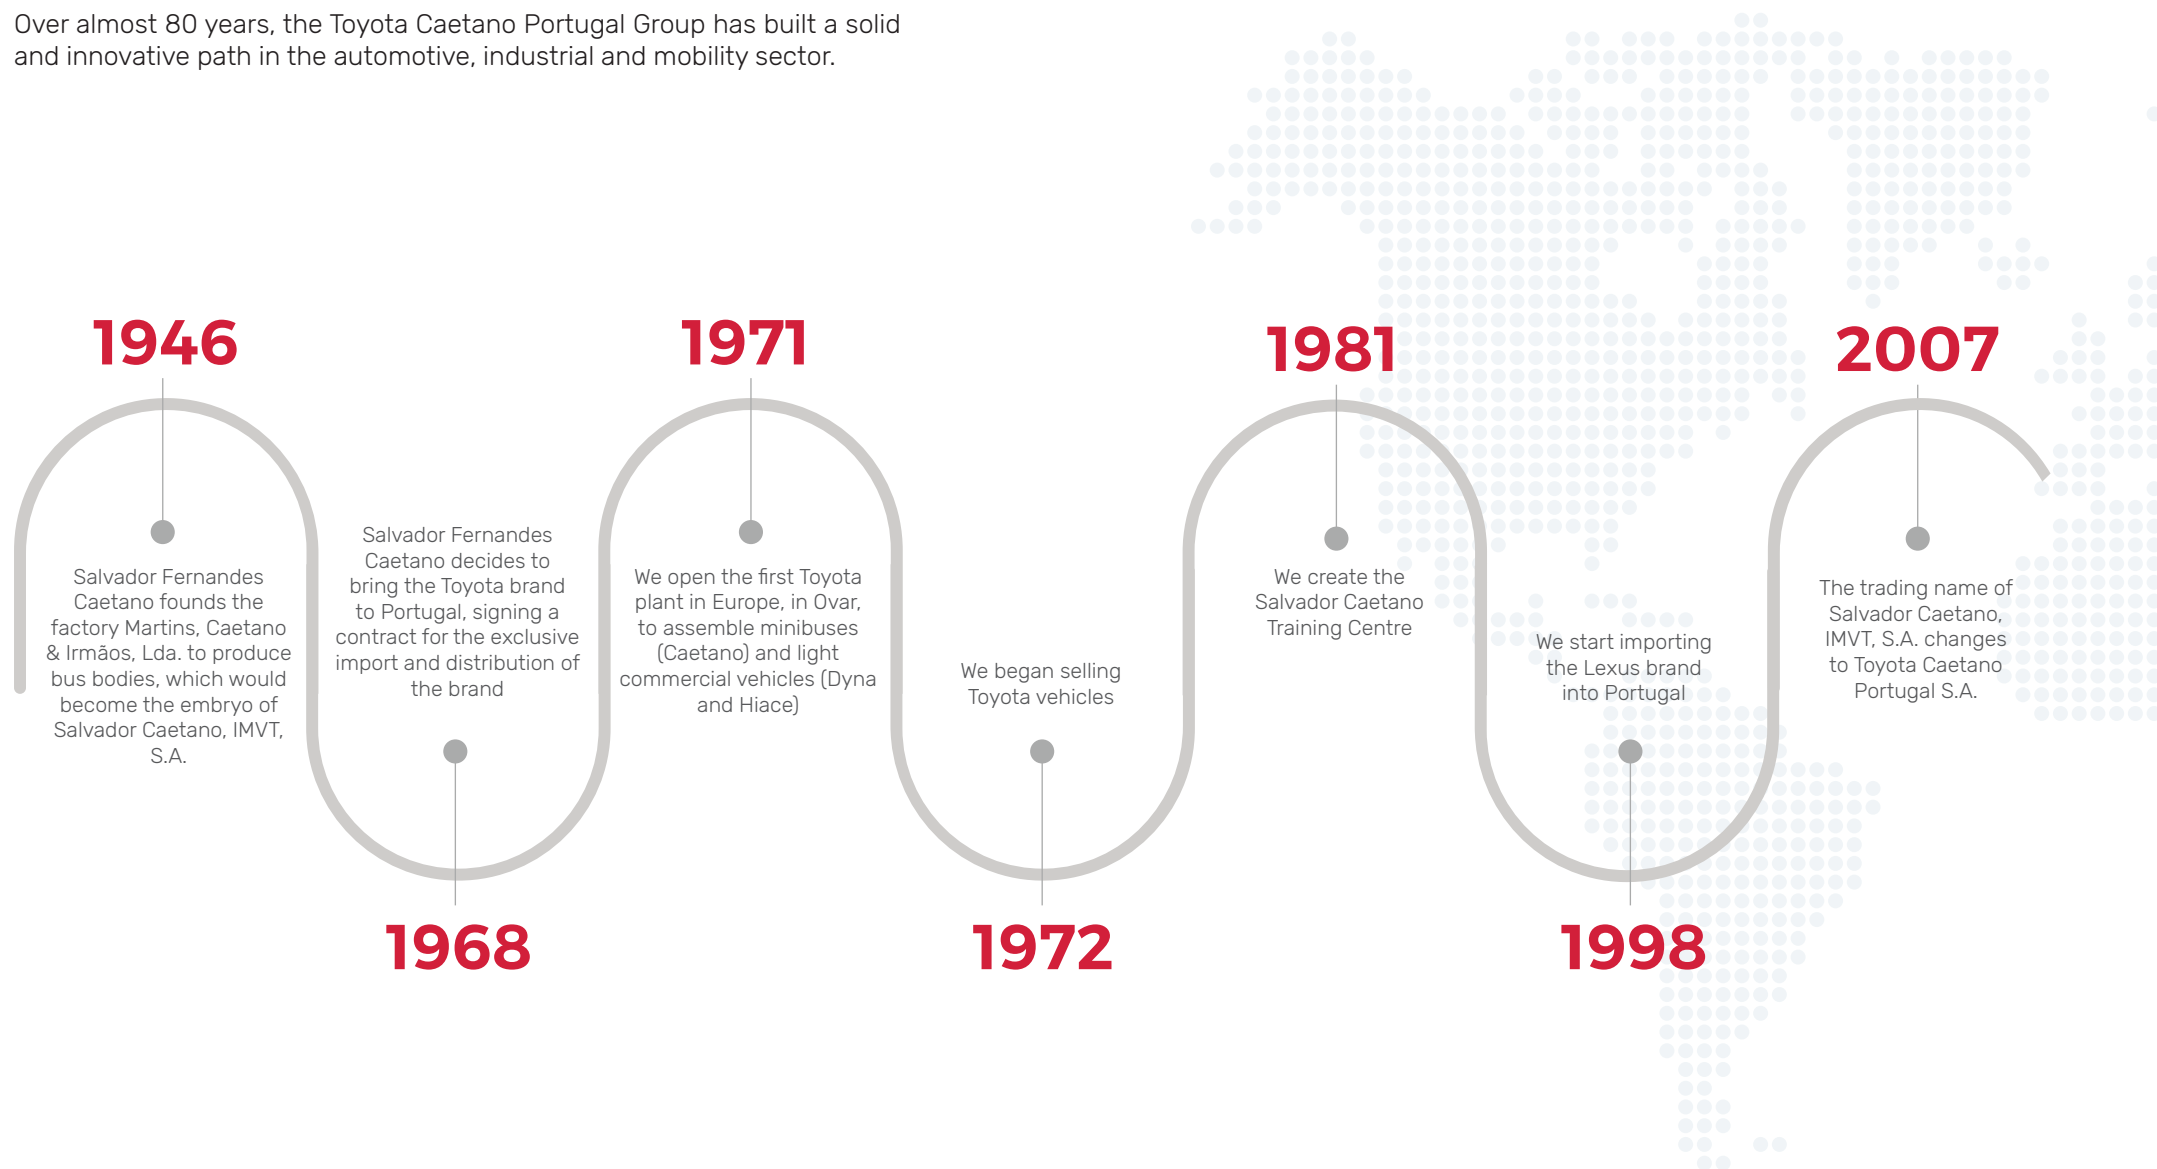 Over almost 80 years, the Toyota Caetano Portugal Group has built a solid
and innovative path in the automotive, industrial and mobility sector.
1946
Salvador Fernandes
Caetano founds the
factory Martins, Caetano
& Irmãos, Lda. to produce
bus bodies, which would
become the embryo of
Salvador Caetano, IMVT,
S.A.
Salvador Fernandes
Caetano decides to
bring the Toyota brand
to Portugal, signing a
contract for the exclusive
import and distribution of
the brand
1968
1971
We open the first Toyota
plant in Europe, in Ovar,
to assemble minibuses
(Caetano) and light
commercial vehicles (Dyna
and Hiace)
We began selling
Toyota vehicles
1972
1981
We create the
Salvador Caetano
Training Centre
We start importing
the Lexus brand
into Portugal
1998
2007
The trading name of
Salvador Caetano,
IMVT, S.A. changes
to Toyota Caetano
Portugal S.A.